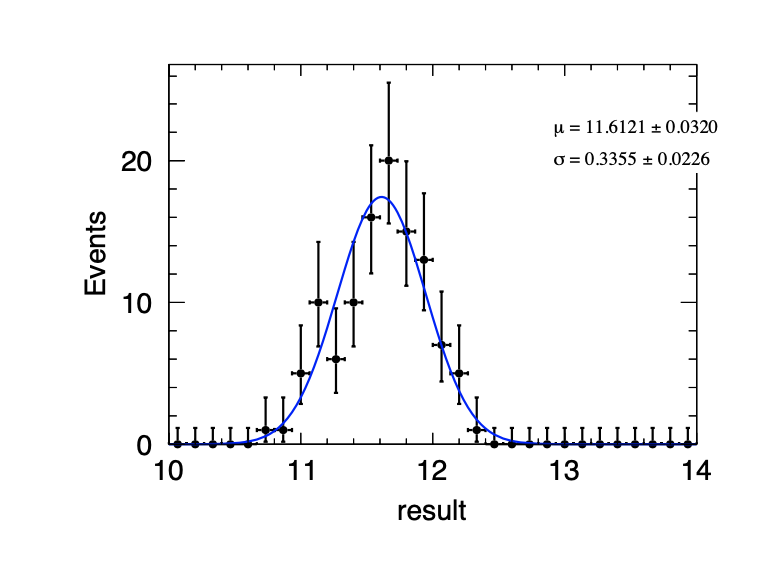 μ = 11.6121 ± 0.0320
σ = 0.3355 ± 0.0226
20
10
0
Events
10 11 12 13 14
result